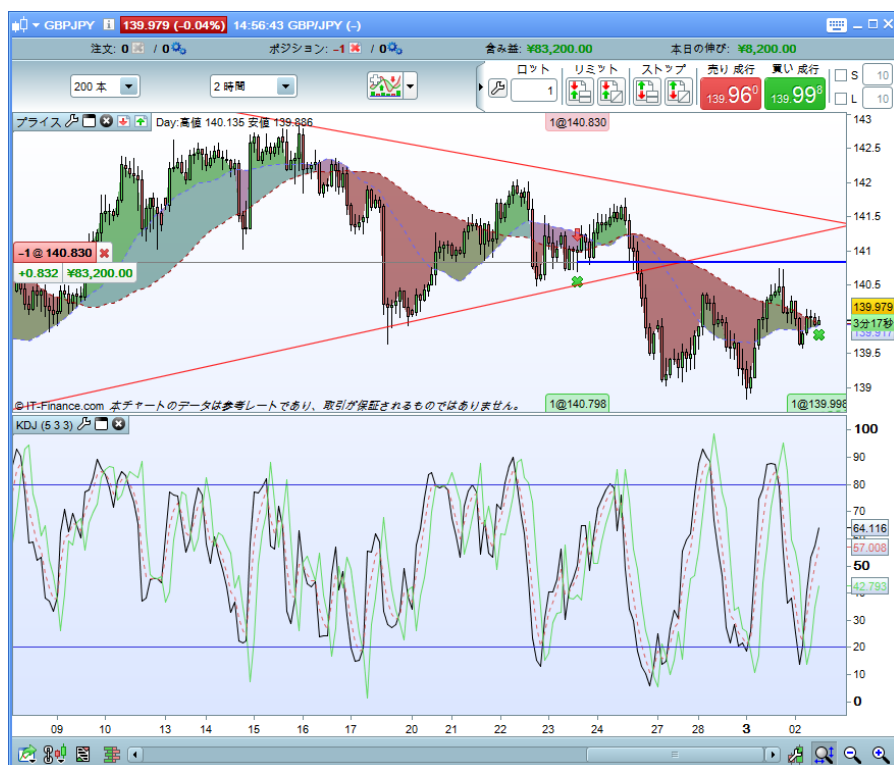 GBPJPY 139.979 (-0.04%) 14:56:43 GBP/JPY (-)
注文: 0 / 0 ポジション: -1 / 0 含み益: ¥83,200.00 本日の伸び: ¥8,200.00
200 本 2 時間 ロット 1 リミット ストップ 売り 成行 139.96⁰ 買い 成行 139.99⁸ S 10
L 10
プライス Day:高値 140.135 安値 139.886 1@140.830
143
142
141.5
-1@140.830
141
+0.832 ¥83,200.00
140.5
139.979
3分17秒
139.917
139.5
139
© IT-Finance.com 本チャートのデータは参考レートであり、取引が保証されるものではありません。 1@140.798 1@139.998
KDJ (5 3 3)
100
90
80
70
64.116
57.008
50
42.793
30
20
10
0
09 10 13 14 15 16 17 20 21 22 23 24 27 28 3 02